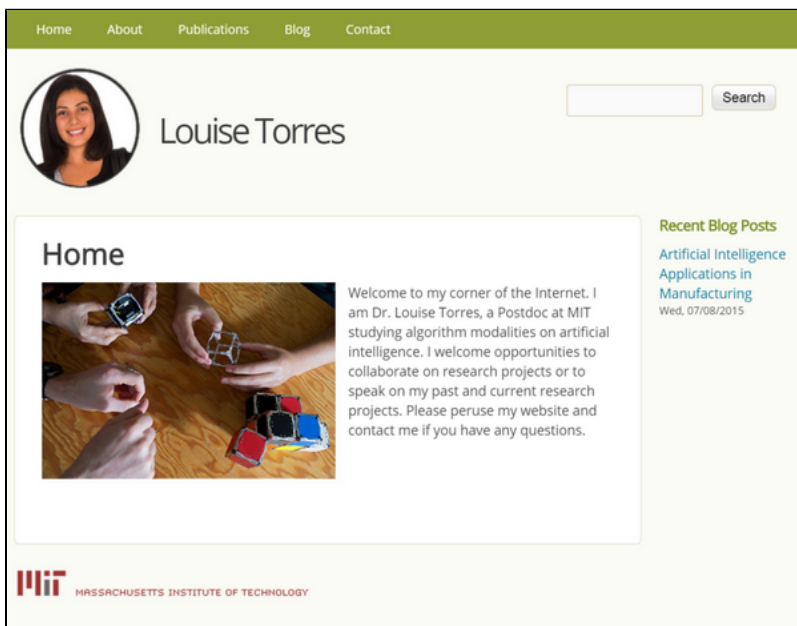 Home About Publications Blog Contact
Louise Torres
Search
Home
Welcome to my corner of the Internet. I
am Dr. Louise Torres, a Postdoc at MIT
studying algorithm modalities on artificial
intelligence. I welcome opportunities to
collaborate on research projects or to
speak on my past and current research
projects. Please peruse my website and
contact me if you have any questions.
Recent Blog Posts
Artificial Intelligence
Applications in
Manufacturing
Wed, 07/08/2015
MIT MASSACHUSETTS INSTITUTE OF TECHNOLOGY